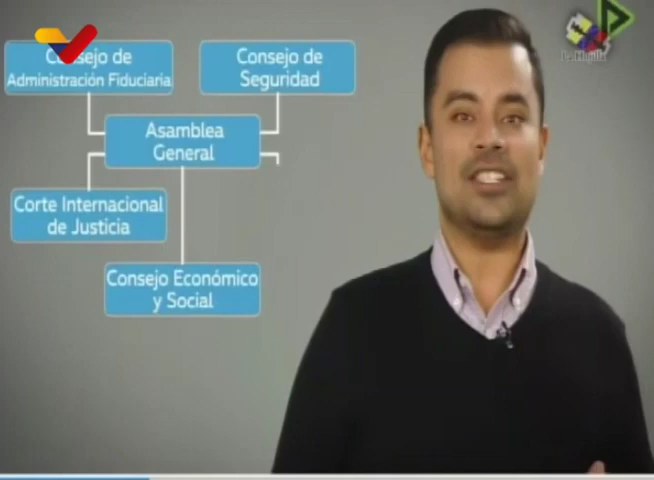 Consejo de
Administración Fiduciaria
Consejo de
Seguridad
Asamblea
General
Corte Internacional
de Justicia
Consejo Económico
y Social